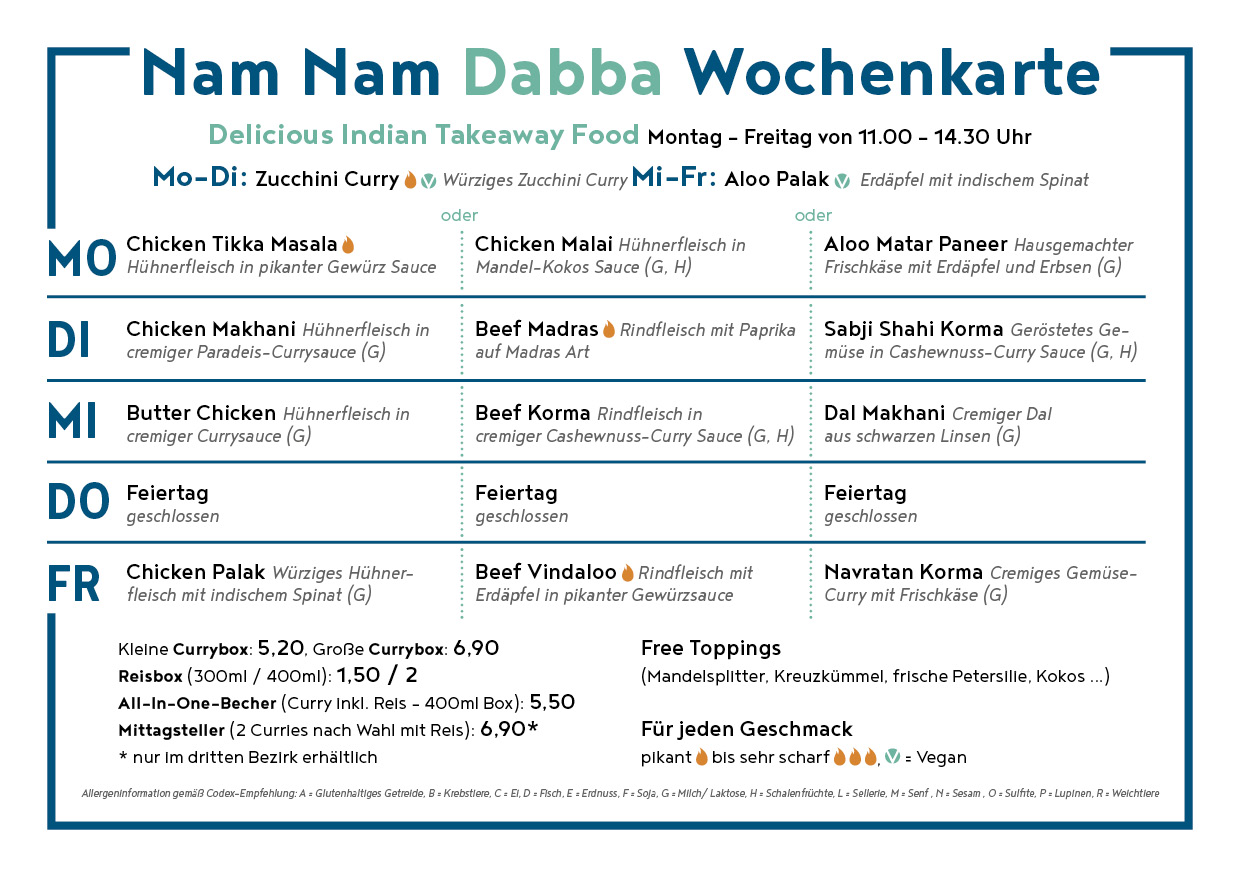 Nam Nam Dabba Wochenkarte
Delicious Indian Takeaway Food Montag – Freitag von 11.00 – 14.30 Uhr
Mo–Di: Zucchini Curry Würziges Zucchini Curry Mi–Fr: Aloo Palak Erdäpfel mit indischem Spinat
oder
oder
MO
Chicken Tikka Masala
Hühnerfleisch in pikanter Gewürz Sauce
Chicken Malai Hühnerfleisch in
Mandel-Kokos Sauce (G, H)
Aloo Matar Paneer Hausgemachter
Frischkäse mit Erdäpfel und Erbsen (G)
DI
Chicken Makhani Hühnerfleisch in
cremiger Paradeis-Currysauce (G)
Beef Madras Rindfleisch mit Paprika
auf Madras Art
Sabji Shahi Korma Geröstetes Ge-
müse in Cashewnuss-Curry Sauce (G, H)
MI
Butter Chicken Hühnerfleisch in
cremiger Currysauce (G)
Beef Korma Rindfleisch in
cremiger Cashewnuss-Curry Sauce (G, H)
Dal Makhani Cremiger Dal
aus schwarzen Linsen (G)
DO
Feiertag
geschlossen
Feiertag
geschlossen
Feiertag
geschlossen
FR
Chicken Palak Würziges Hühner-
fleisch mit indischem Spinat (G)
Beef Vindaloo Rindfleisch mit
Erdäpfel in pikanter Gewürzsauce
Navratan Korma Cremiges Gemüse-
Curry mit Frischkäse (G)
Kleine Currybox: 5,20, Große Currybox: 6,90
Reisbox (300ml / 400ml): 1,50 / 2
All-In-One-Becher (Curry inkl. Reis - 400ml Box): 5,50
Mittagsteller (2 Curries nach Wahl mit Reis): 6,90*
* nur im dritten Bezirk erhältlich
Free Toppings
(Mandelsplitter, Kreuzkümmel, frische Petersilie, Kokos ...)
Für jeden Geschmack
pikant bis sehr scharf , V = Vegan
Allergeninformation gemäß Codex-Empfehlung: A = Glutenhaltiges Getreide, B = Krebstiere, C = Ei, D = Fisch, E = Erdnuss, F = Soja, G = Milch/ Laktose, H = Schalenfrüchte, L = Sellerie, M = Senf , N = Sesam , O = Sulfite, P = Lupinen, R = Weichtiere